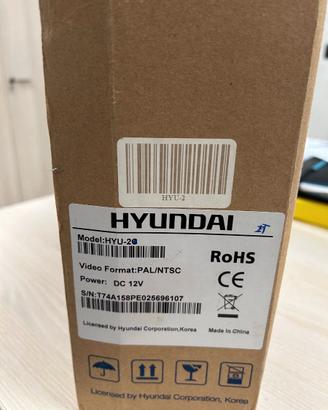 HYU-2
HYUNDAI
Model:HYU-26
RoHS
Video Format:PAL/NTSC
Power: DC 12V
CE
S/N:T74A158PE025696107
Licensed by Hyundai Corporation,Korea
Made in China
Licensed by Hyundai Corporation, Korea